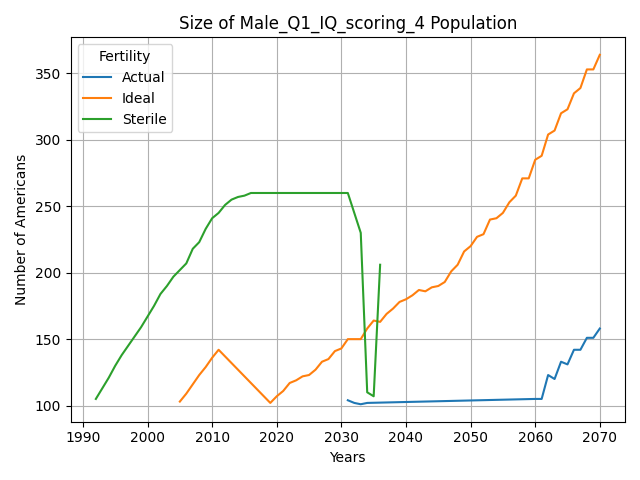 Size of Male_Q1_IQ_scoring_4 Population
Fertility
Actual
Ideal
Sterile
Number of Americans
350
300
250
200
150
100
1990 2000 2010 2020 2030 2040 2050 2060 2070
Years